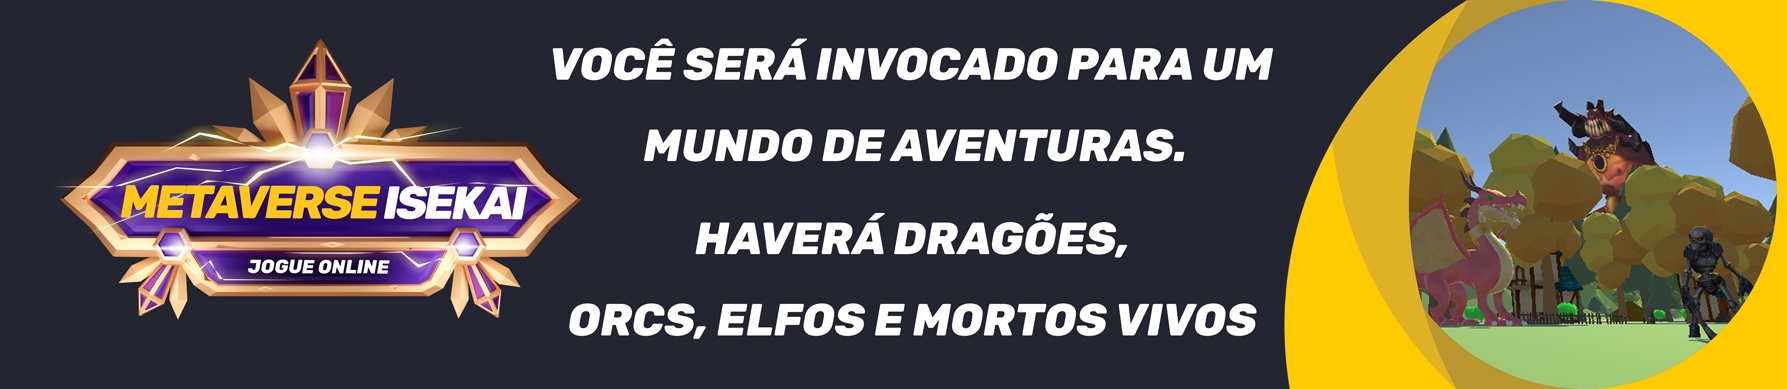 METAVERSE ISEKAI
JOGUE ONLINE
VOCÊ SERÁ INVOCADO PARA UM
MUNDO DE AVENTURAS.
HAVERÁ DRAGÕES,
ORCS, ELFOS E MORTOS VIVOS